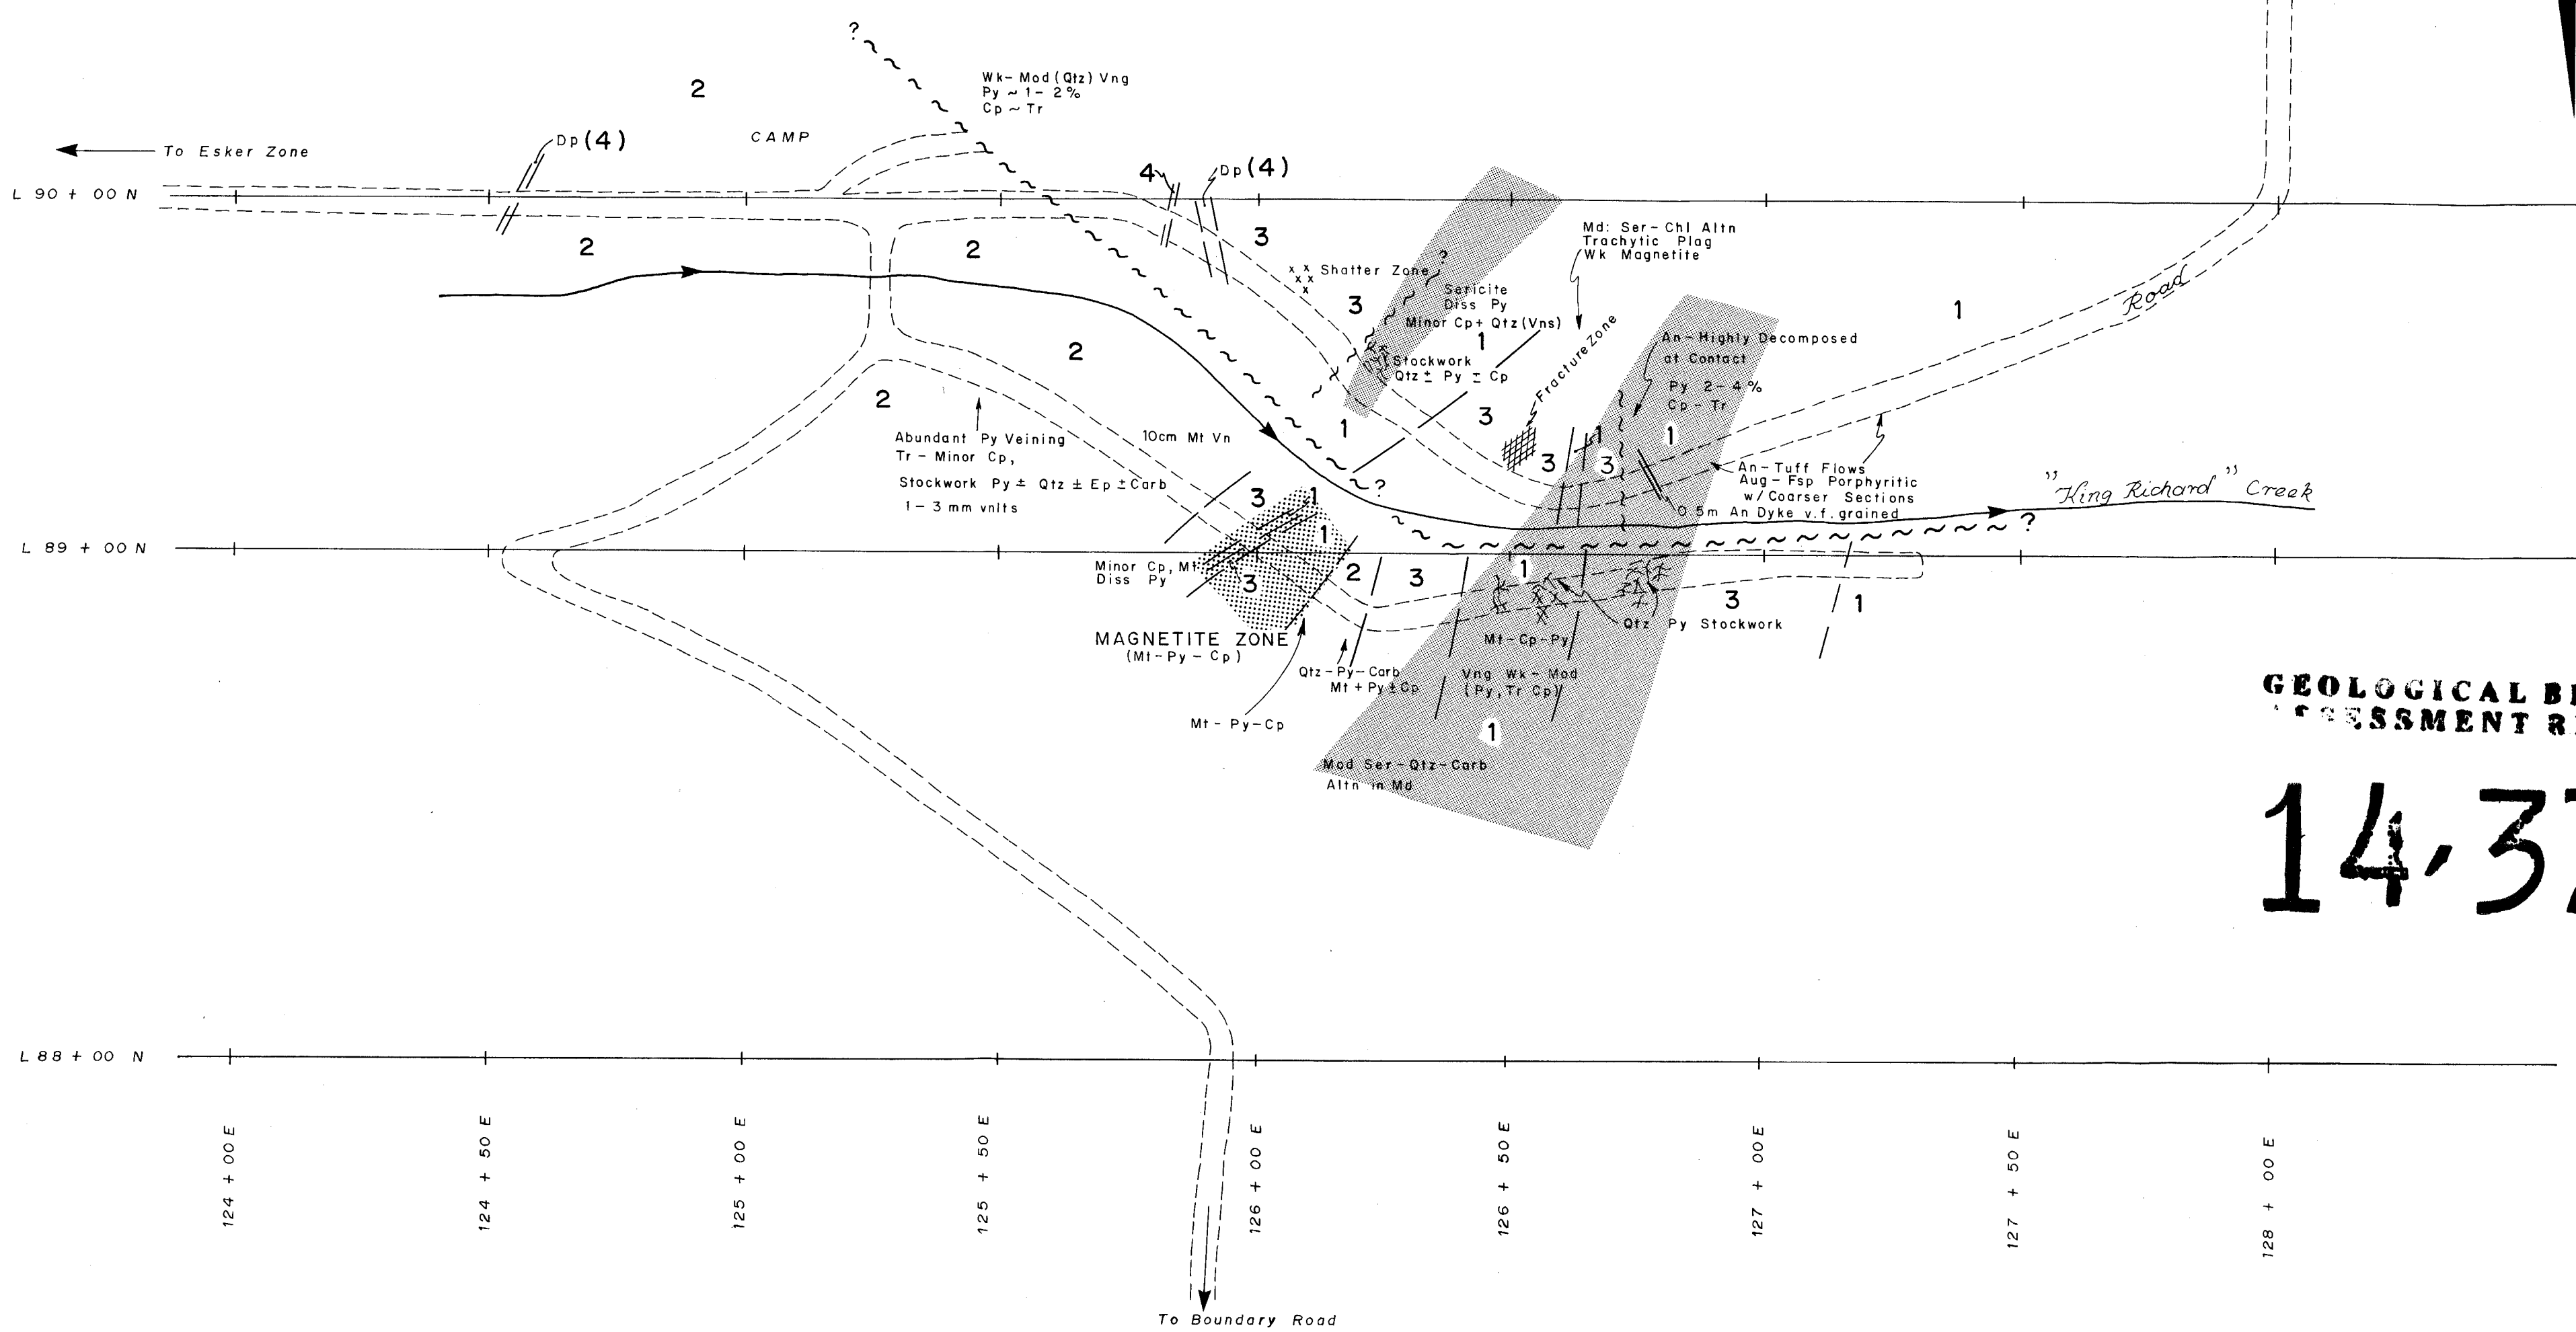 ?
Wk-Mod (Qtz) Vng
Py ~ 1-2%
Cp ~ Tr
2
CAMP
Dp (4)
To Esker Zone
4
Dp (4)
L 90 + 00 N
2
2
3
Md: Ser-Chl Altn
Trachytic Plag
Wk Magnetite
x x Shatter Zone
x x
x
?
3
Sericite
Diss Py
Minor Cp + Qtz (Vns)
1
Stockwork
Qtz ± Py ± Cp
Fracture Zone
1
Road
An-Highly Decomposed
at Contact
Py 2-4%
Cp-Tr
2
2
3
1
1
Abundant Py Veining
Tr - Minor Cp,
Stockwork Py ± Qtz ± Ep ± Carb
1-3 mm vnlts
10cm Mt Vn
3
1
3
An-Tuff Flows
Aug-Fsp Porphyritic
w/Coarser Sections
0.5m An Dyke v.f. grained
"King Richard" Creek
?
3
1
1
?
L 89 + 00 N
Minor Cp, Mt
Diss Py
3
2
3
1
3
1
MAGNETITE ZONE
(Mt-Py-Cp)
Qtz Py Stockwork
Mt-Cp-Py
Qtz-Py-Carb
Mt + Py ± Cp
Vng Wk-Mod
(Py, Tr Cp)
Mt-Py-Cp
1
Mod Ser-Qtz-Carb
Altn in Md
GEOLOGICAL B
ESSMENT R
14,3
L 88 + 00 N
124 + 00 E
124 + 50 E
125 + 00 E
125 + 50 E
126 + 00 E
126 + 50 E
127 + 00 E
127 + 50 E
128 + 00 E
To Boundary Road